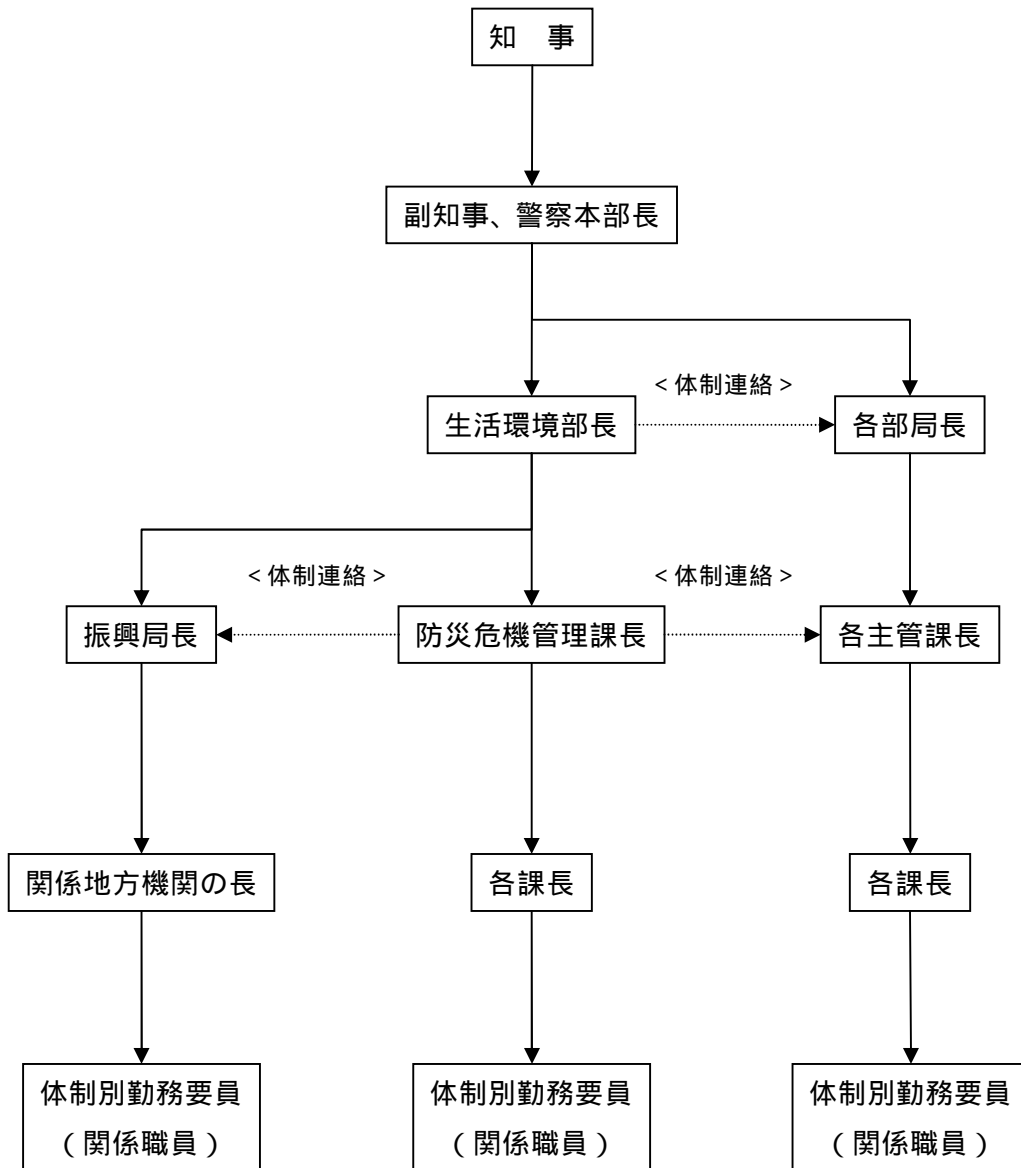 知　事
副知事、警察本部長
＜体制連絡＞
生活環境部長
各部局長
＜体制連絡＞
＜体制連絡＞
振興局長
防災危機管理課長
各主管課長
関係地方機関の長
各課長
各課長
体制別勤務要員
（関係職員）
体制別勤務要員
（関係職員）
体制別勤務要員
（関係職員）